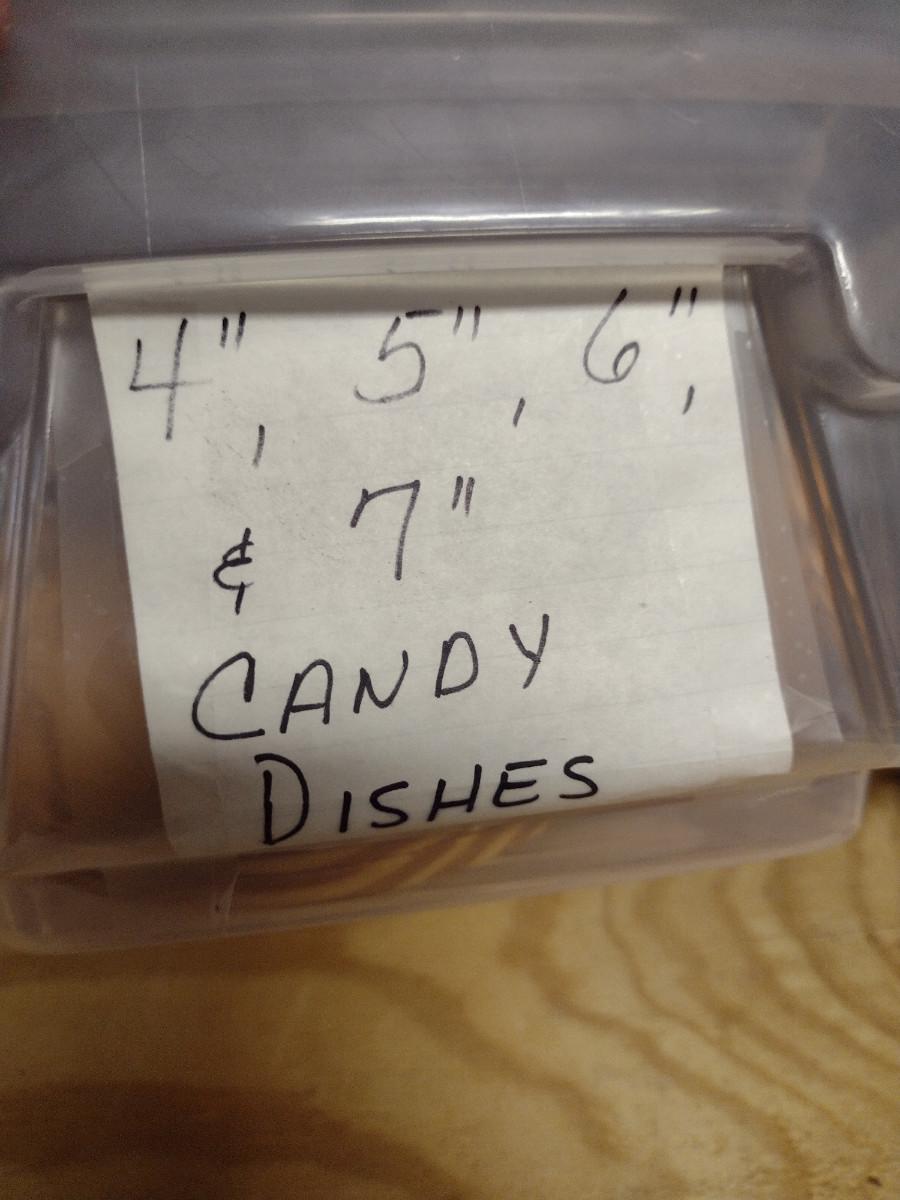 4", 5", 6",
& 7"
CANDY
DISHES